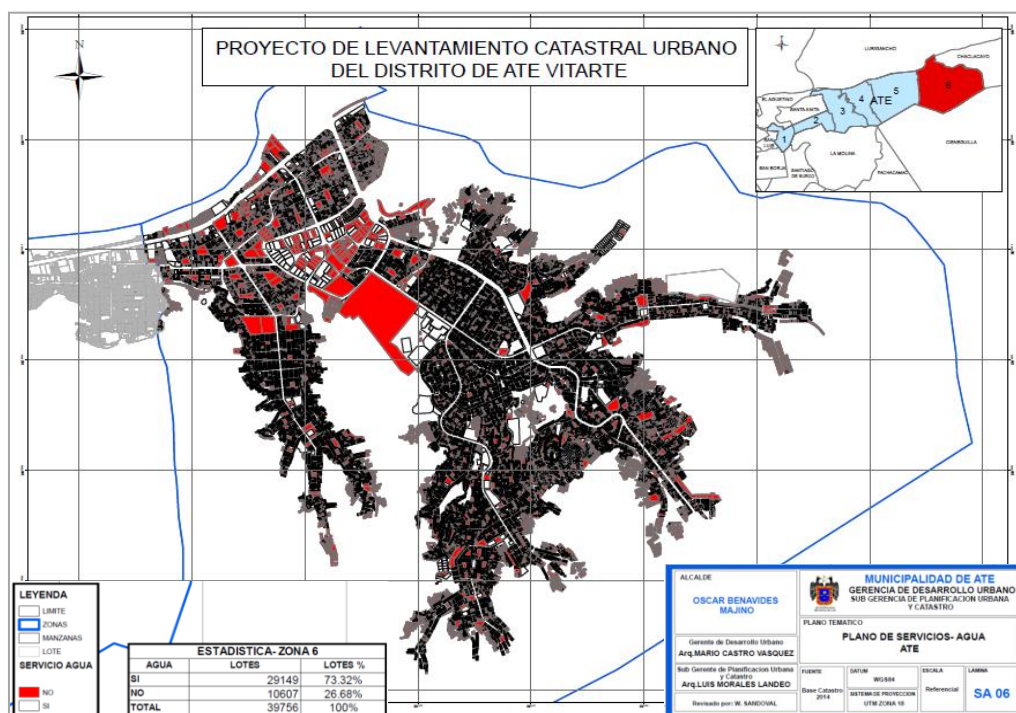 PROYECTO DE LEVANTAMIENTO CATASTRAL URBANO
DEL DISTRITO DE ATE VITARTE
N
LURIGANCHO
CHACLACAYO
EL AGUSTINO
SANTA ANITA
ATE
1
2
3
4
5
6
SAN LUIS
LA MOLINA
CIENEGUILLA
SAN BORJA
SANTIAGO
DE SURCO
PACHACAMAC
LEYENDA
LIMITE
ZONAS
MANZANAS
LOTE
SERVICIO AGUA
NO
SI
ESTADISTICA- ZONA 6
AGUA LOTES LOTES %
SI 29149 73.32%
NO 10607 26.68%
TOTAL 39756 100%
ALCALDE
OSCAR BENAVIDES
MAJINO
Gerente de Desarrollo Urbano
Arq.MARIO CASTRO VASQUEZ
Sub Gerente de Planificacion Urbana
y Catastro
Arq.LUIS MORALES LANDEO
Revisado por: W. SANDOVAL
MUNICIPALIDAD DE ATE
GERENCIA DE DESARROLLO URBANO
SUB GERENCIA DE PLANIFICACION URBANA
Y CATASTRO
PLANO TEMATICO
PLANO DE SERVICIOS- AGUA
ATE
FUENTE
Base Catastro
2014
DATUM
WGS84
SISTEMA DE PROYECCION
UTM ZONA 18
ESCALA
Referencial
LAMINA
SA 06